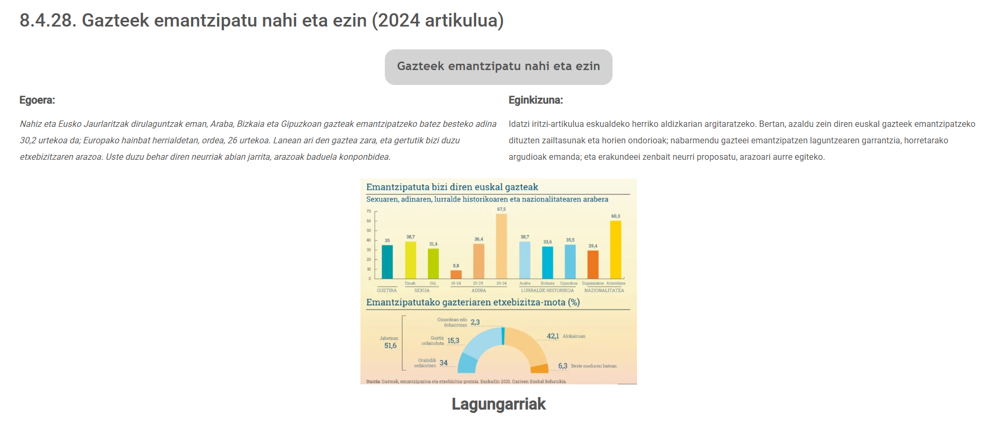 8.4.28. Gazteek emantzipatu nahi eta ezin (2024 artikulua)
Gazteek emantzipatu nahi eta ezin
Egoera:
Nahiz eta Eusko Jaurlaritzak dirulaguntzak eman, Araba, Bizkaia eta Gipuzkoan gazteak emantzipatzeko batez besteko adina
30,2 urtekoa da; Europako hainbat herrialdetan, ordea, 26 urtekoa. Lanean ari den gaztea zara, eta gertutik bizi duzu
etxebizitzaren arazoa. Uste duzu behar diren neurriak abian jarrita, arazoak baduela konponbidea.
Eginkizuna:
Idatzi iritzi-artikulua eskualdeko herriko aldizkarian argitaratzeko. Bertan, azaldu zein diren euskal gazteek emantzipatzeko
dituzten zailtasunak eta horien ondorioak; nabarmendu gazteei emantzipatzen laguntzearen garrantzia, horretarako
argudioak emanda; eta erakundeei zenbait neurri proposatu, arazoari aurre egiteko.
Emantzipatuta bizi diren euskal gazteak
Sexuaren, adinaren, lurralde historikoaren eta nazionalitatearen arabera
70
60
50
40
30
20
10
0
35
38,7
31,4
8,8
36,4
67,5
38,7
33,6
35,5
29,4
60,3
Emak. Giz. 18-24 25-29 30-34 Araba Bizkaia Gipuzkoa Espainiakoa Atzerritarra
GUZTIRA SEXUA ADINA LURRALDE HISTORIKOA NAZIONALITATEA
Emantzipatutako gazteriaren etxebizitza-mota (%)
Jabetzan
51,6
Oinordean edo
dohaintzan
2,3
Guztiz
ordainduta
15,3
Oraindik
ordaintzen
34
42,1 Alokairuan
6,3 Beste moduren batean
Iturria: Gazteak, emantzipazioa eta etxebizitza-premia. Euskadin 2021. Gazteen Euskal Behatokia.
Lagungarriak